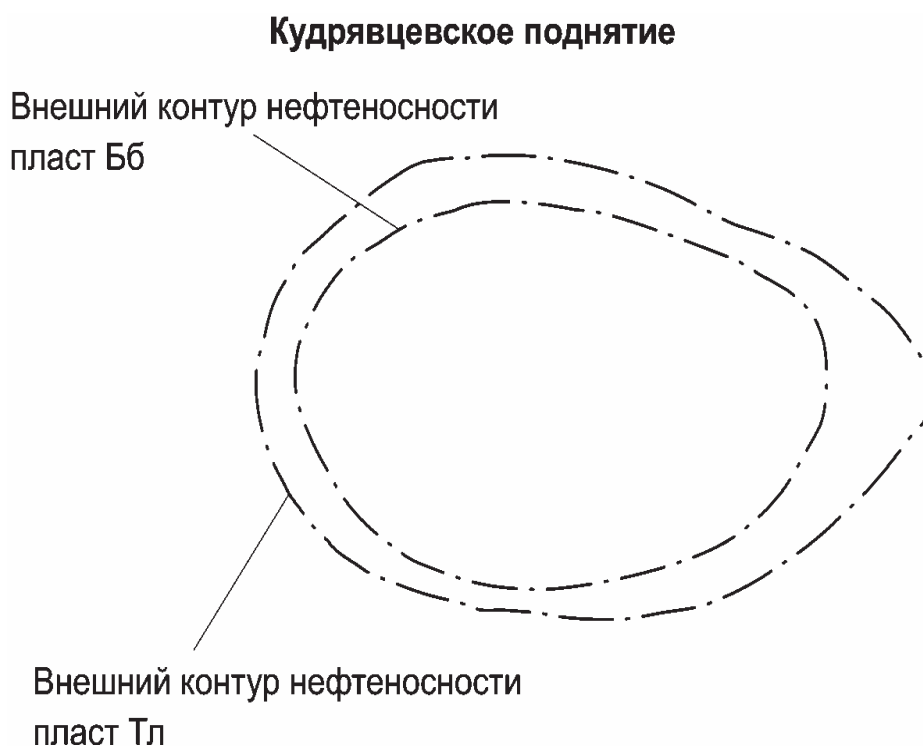 Кудрявцевское поднятие
Внешний контур нефтеносности
пласт Бб
Внешний контур нефтеносности
пласт Тл